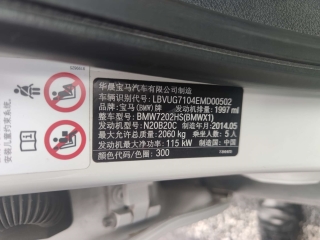 华晨宝马汽车有限公司制造
车辆识别代号: LBVUG7104EMD00502
品牌: 宝马(BMW)牌 发动机排量: 1997 ml
整车型号: BMW7202HS(BMWX1)
发动机型号: N20B20C 制造年月: 2014.05
最大允许总质量: 2060 kg 乘坐人数: 5人
发动机最大净功率: 115 kW 制造国: 中国
颜色代码/色圈: 300